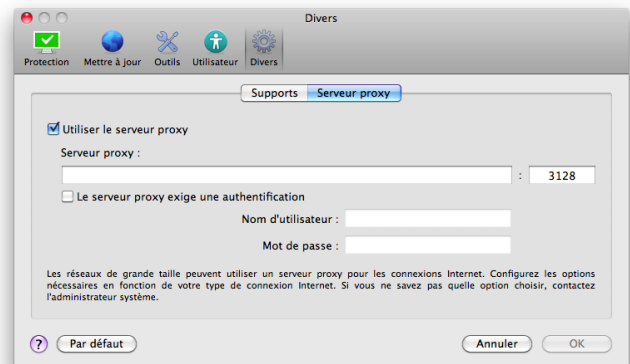 Divers
Protection Mettre à jour Outils Utilisateur Divers
Supports Serveur proxy
Utiliser le serveur proxy
Serveur proxy :
: 3128
Le serveur proxy exige une authentification
Nom d'utilisateur :
Mot de passe :
Les réseaux de grande taille peuvent utiliser un serveur proxy pour les connexions Internet. Configurez les options
nécessaires en fonction de votre type de connexion Internet. Si vous ne savez pas quelle option choisir, contactez
l'administrateur système.
? Par défaut Annuler OK